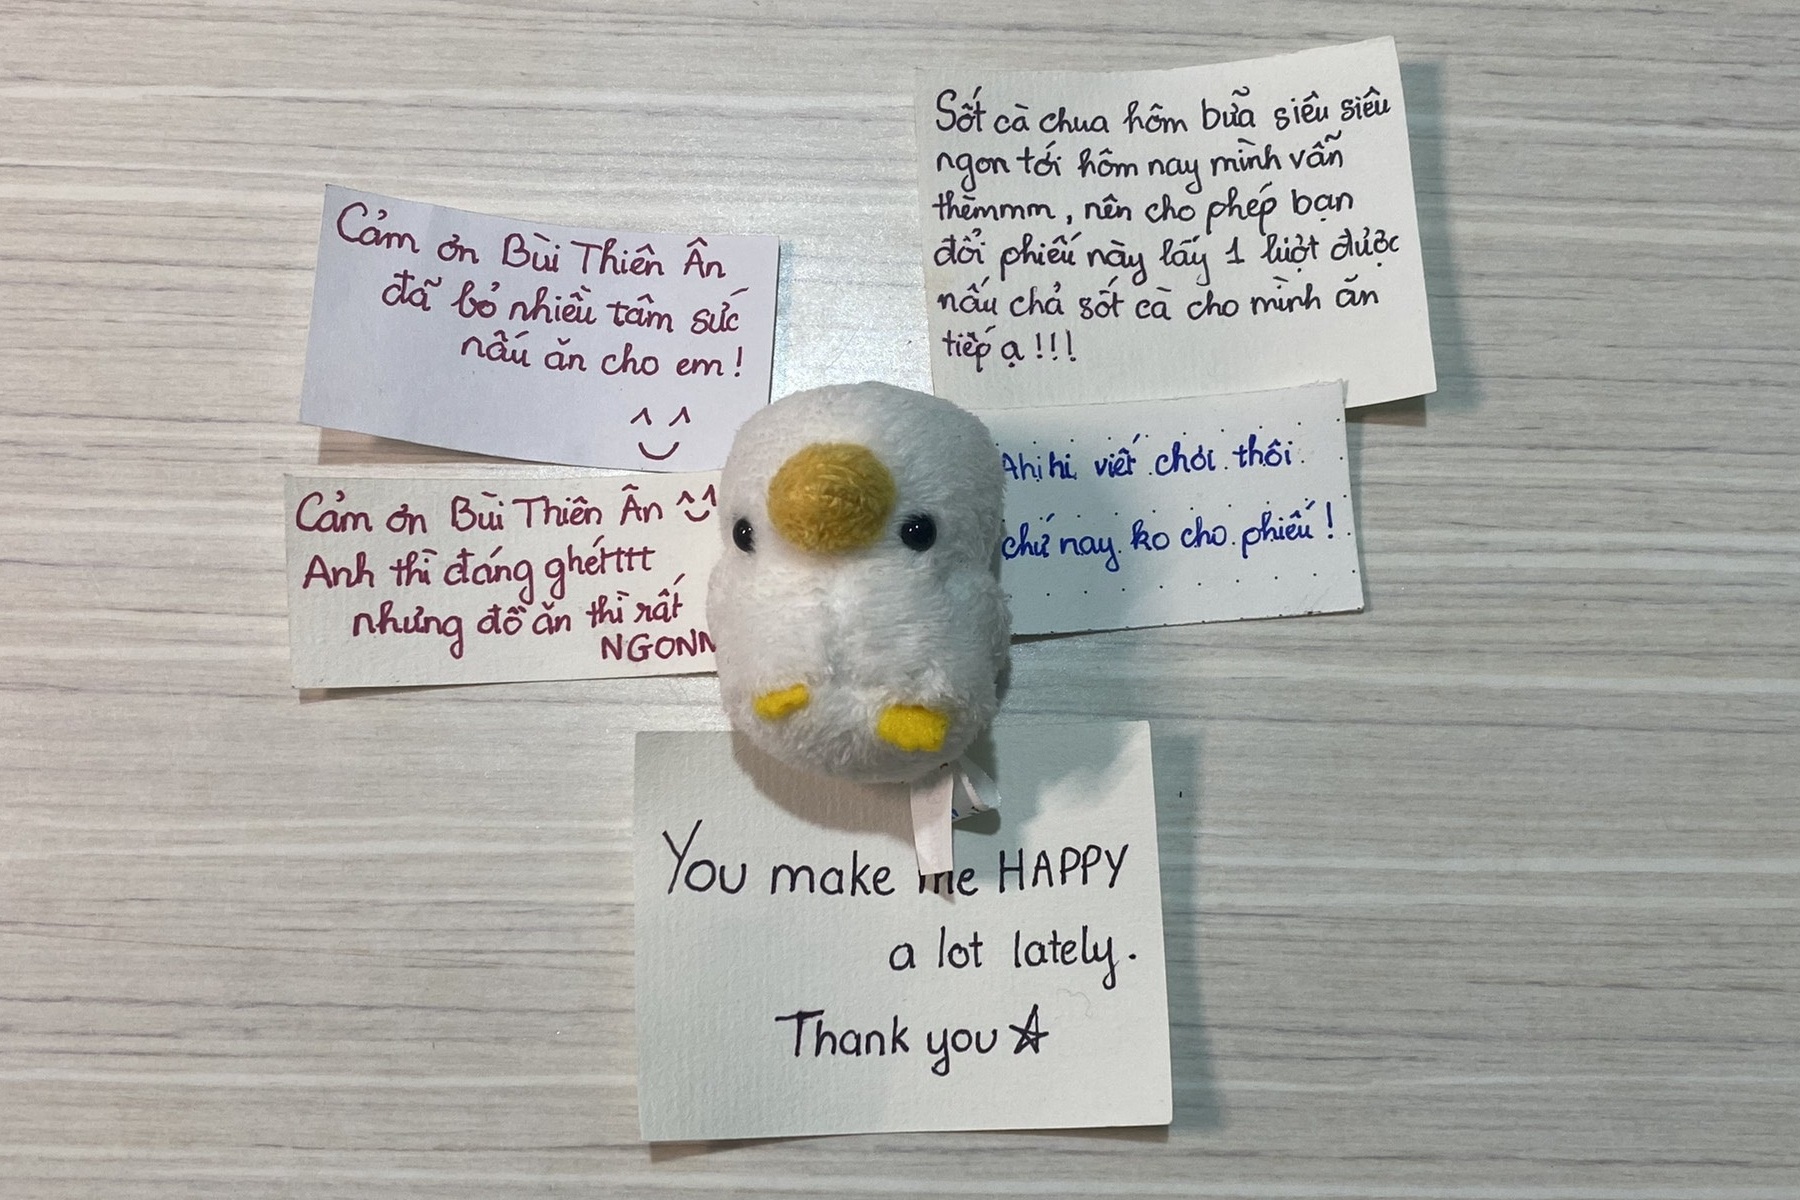 Cảm ơn Bùi Thiên Ân
đã bỏ nhiều tâm sức
nấu ăn cho em!
Cảm ơn Bùi Thiên Ân
Anh thì đáng ghétttt
nhưng đồ ăn thì rất
NGONN
Sốt cà chua hôm bữa siêu siêu
ngon tới hôm nay mình vẫn
thèmmm, nên cho phép bạn
đổi phiếu này lấy 1 lượt được
nấu chả sốt cà cho mình ăn
tiếp ạ!!!
Ahihi viết chơi thôi
chứ nay ko cho phiếu!
You make me HAPPY
a lot lately.
Thank you